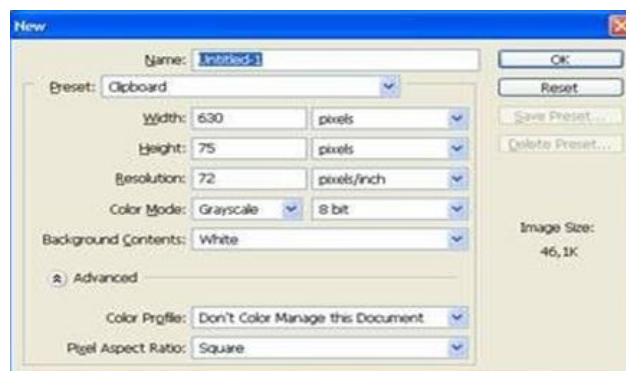 New
Name: Untitled-1
OK
Preset: Clipboard
Reset
Width: 630 pixels
Save Preset...
Height: 75 pixels
Delete Preset...
Resolution: 72 pixels/inch
Color Mode: Grayscale 8 bit
Image Size:
Background Contents: White
46,1K
Advanced
Color Profile: Don't Color Manage this Document
Pixel Aspect Ratio: Square